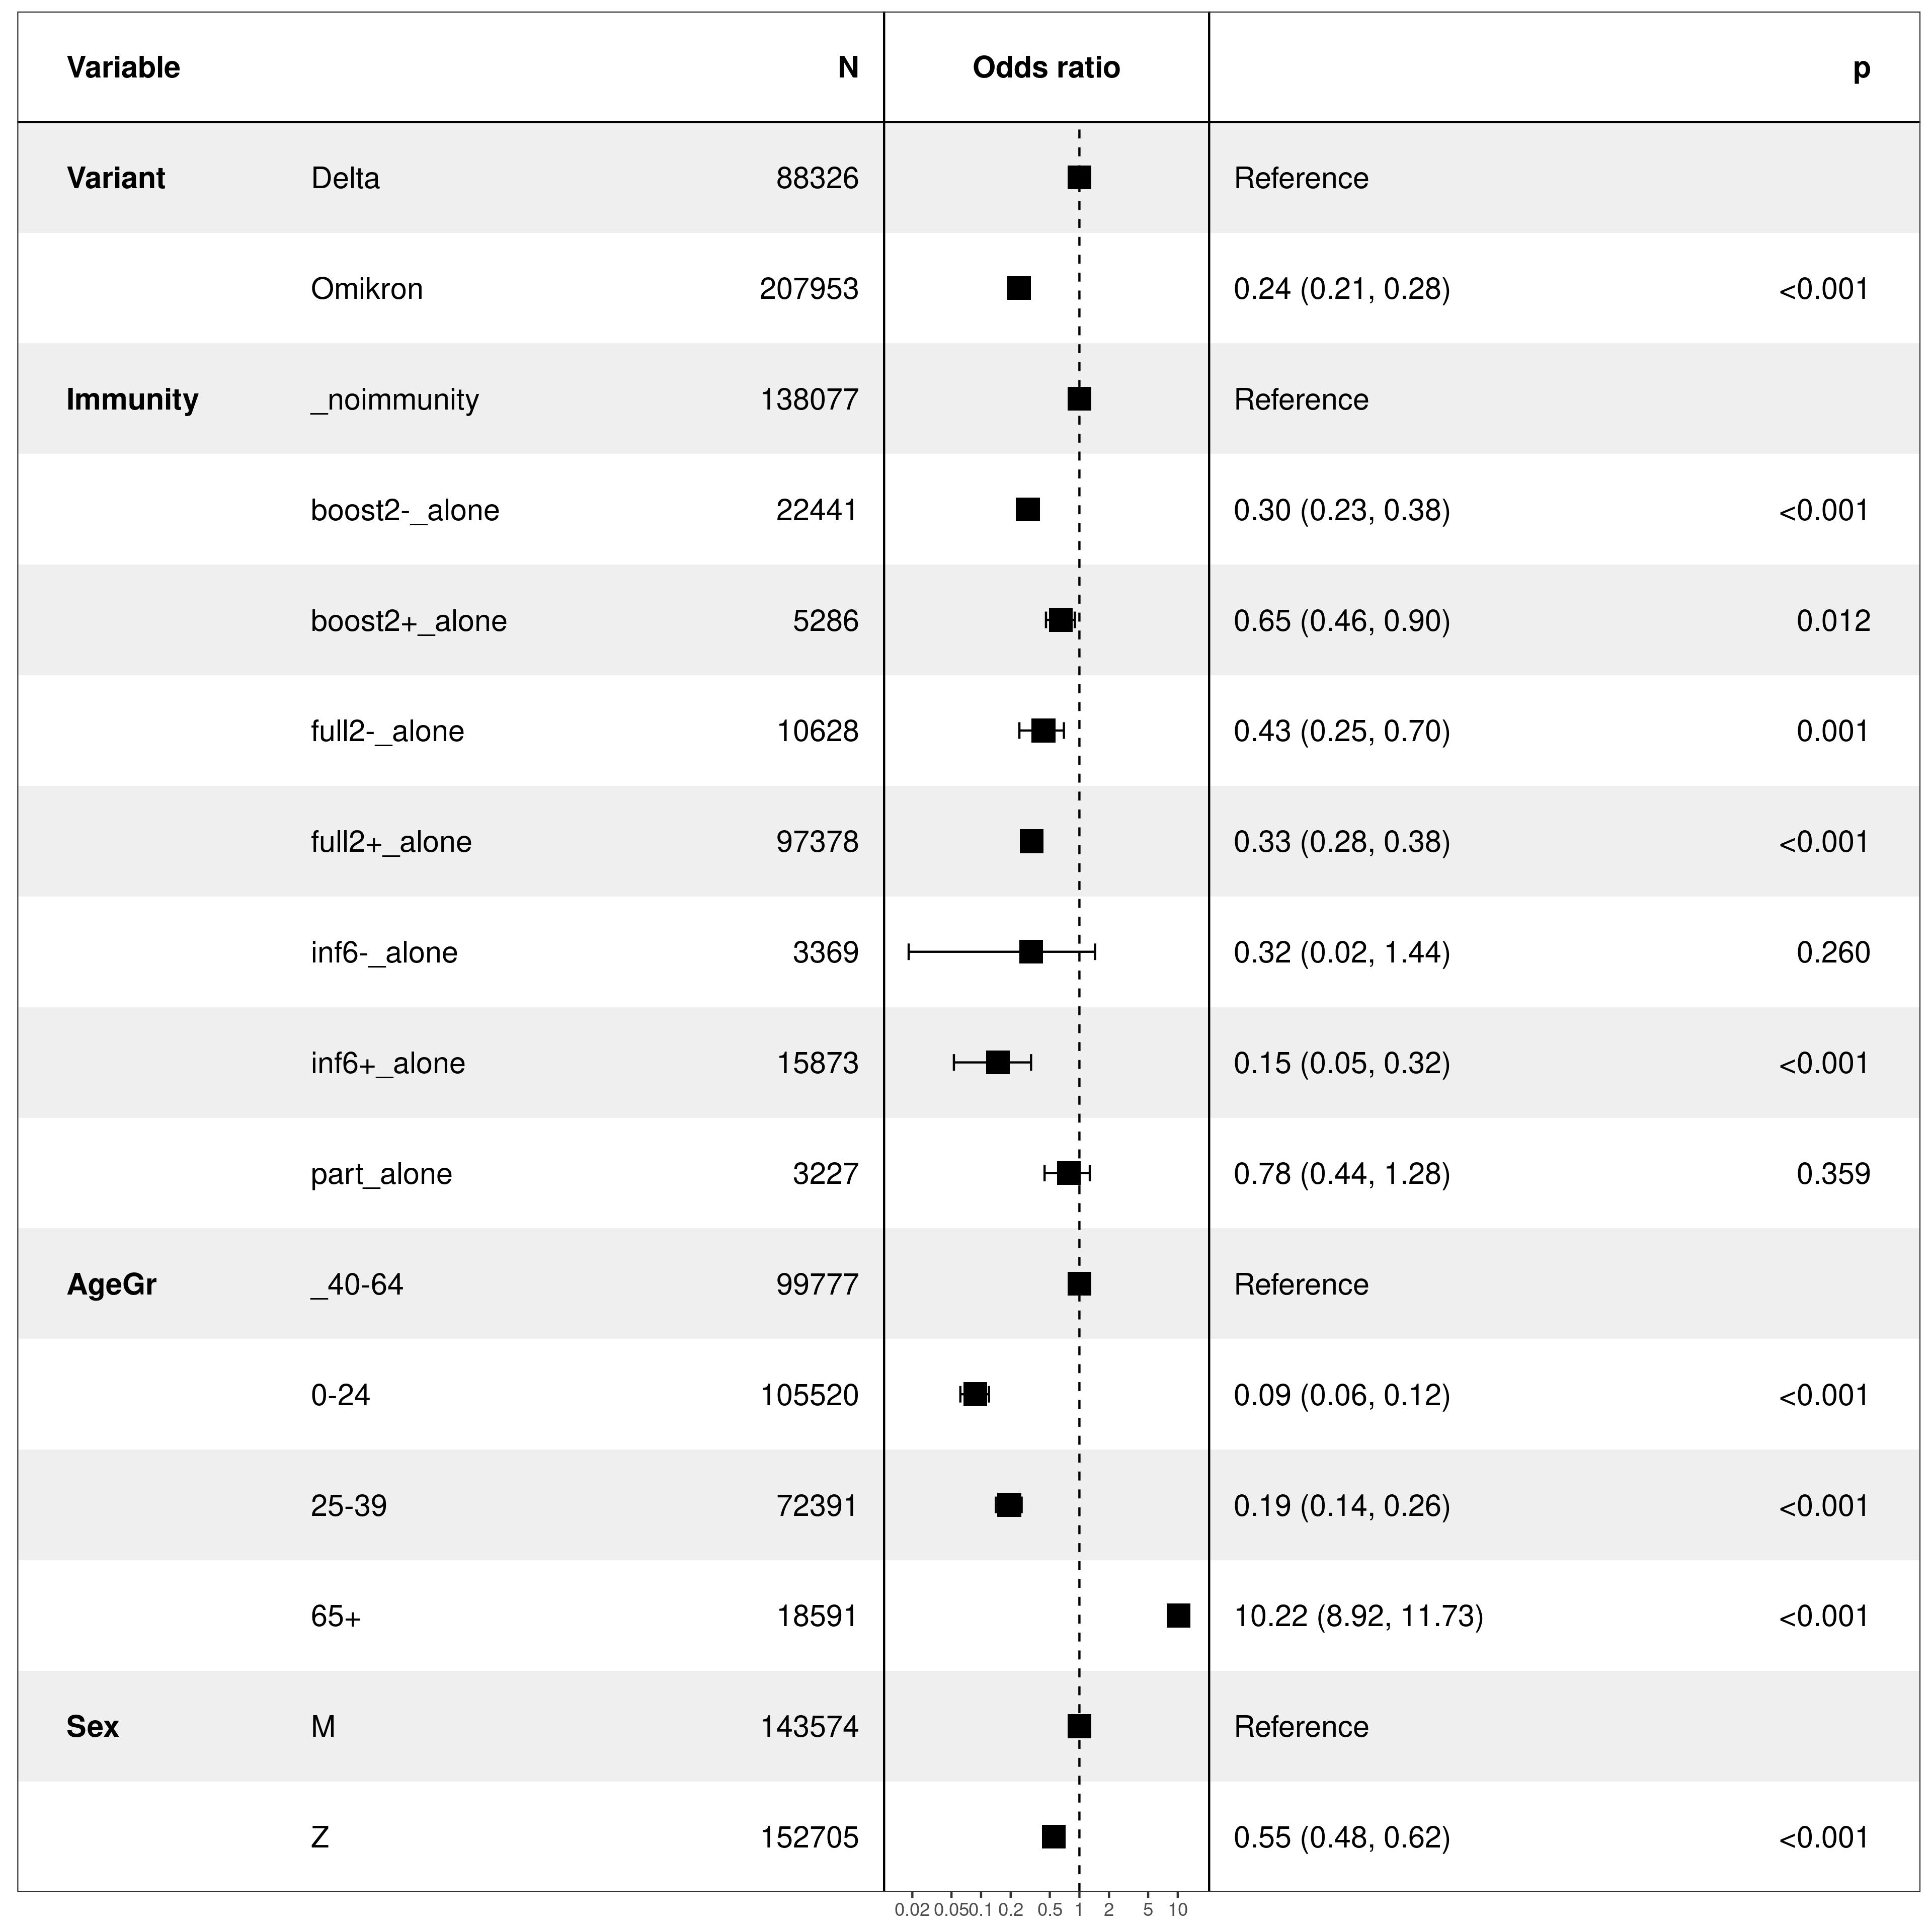 Variable N Odds ratio p
Variant Delta 88326 Reference
Omikron 207953 0.24 (0.21, 0.28) <0.001
Immunity _noimmunity 138077 Reference
boost2-_alone 22441 0.30 (0.23, 0.38) <0.001
boost2+_alone 5286 0.65 (0.46, 0.90) 0.012
full2-_alone 10628 0.43 (0.25, 0.70) 0.001
full2+_alone 97378 0.33 (0.28, 0.38) <0.001
inf6-_alone 3369 0.32 (0.02, 1.44) 0.260
inf6+_alone 15873 0.15 (0.05, 0.32) <0.001
part_alone 3227 0.78 (0.44, 1.28) 0.359
AgeGr _40-64 99777 Reference
0-24 105520 0.09 (0.06, 0.12) <0.001
25-39 72391 0.19 (0.14, 0.26) <0.001
65+ 18591 10.22 (8.92, 11.73) <0.001
Sex M 143574 Reference
Z 152705 0.55 (0.48, 0.62) <0.001
0.02 0.05 0.1 0.2 0.5 1 2 5 10